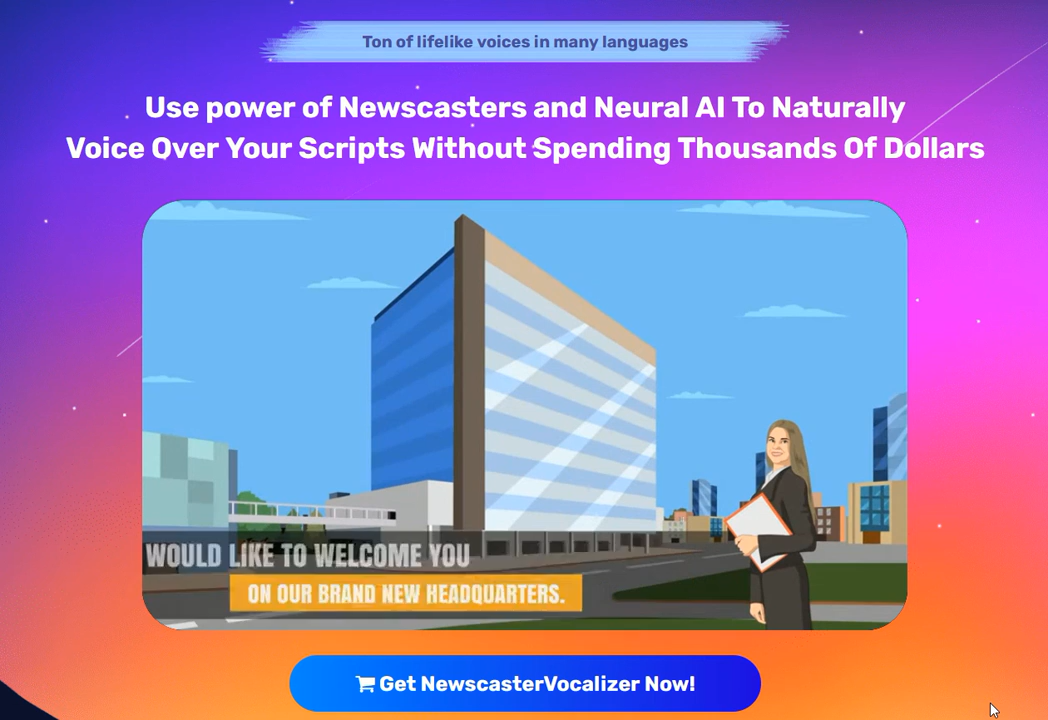 Ton of lifelike voices in many languages
Use power of Newscasters and Neural AI To Naturally
Voice Over Your Scripts Without Spending Thousands Of Dollars
WOULD LIKE TO WELCOME YOU
ON OUR BRAND NEW HEADQUARTERS.
Get NewscasterVocalizer Now!